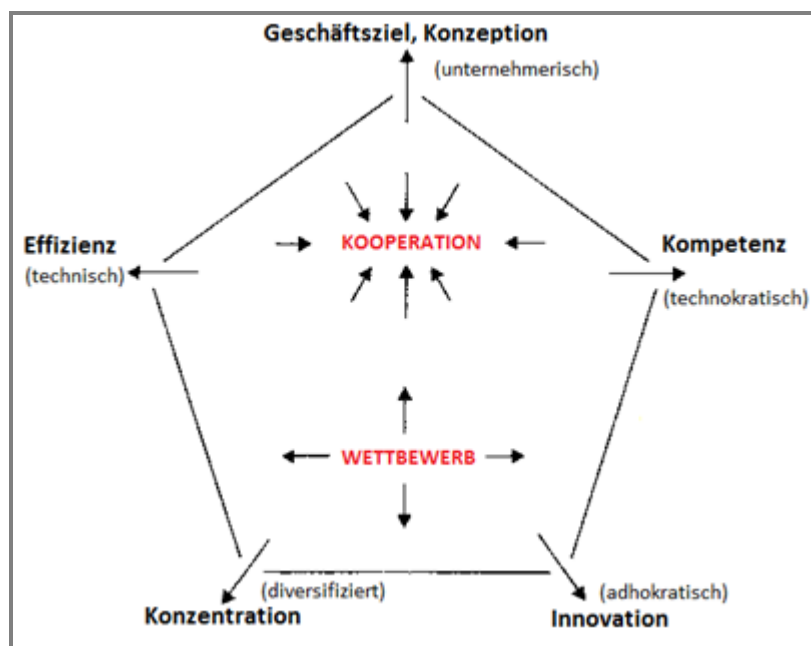 Geschäftsziel, Konzeption
(unternehmerisch)
KOOPERATION
Effizienz
(technisch)
Kompetenz
(technokratisch)
WETTBEWERB
(diversifiziert)
Konzentration
(adhokratisch)
Innovation